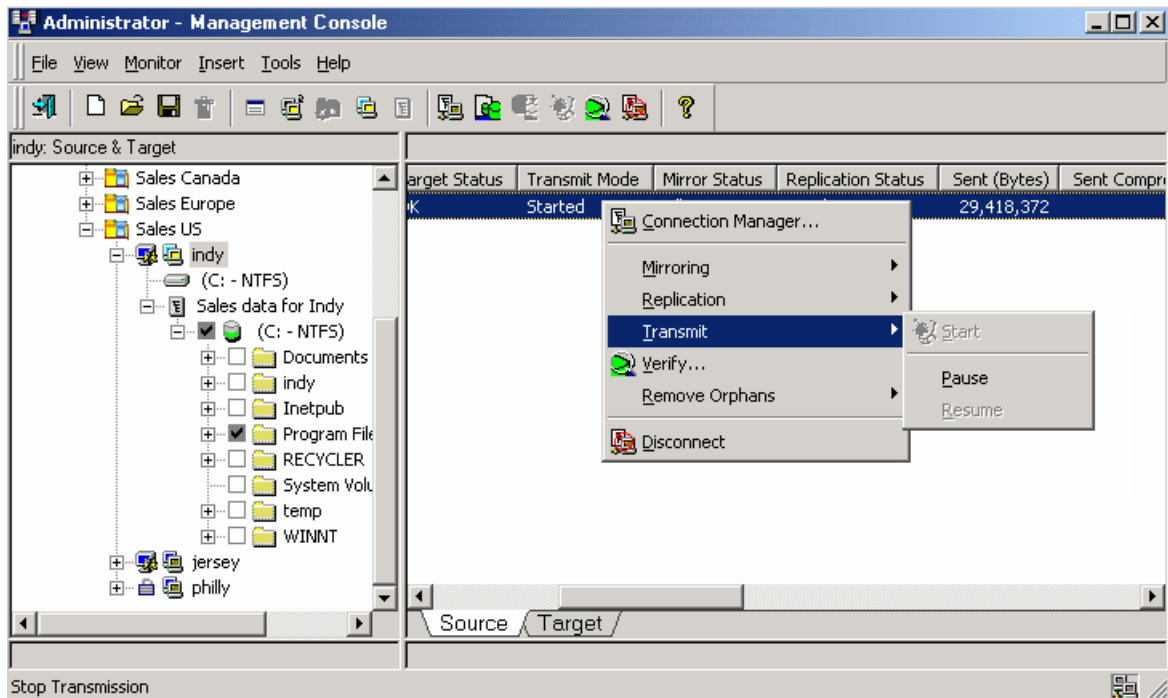 Administrator - Management Console
File View Monitor Insert Tools Help
indy: Source & Target
Sales Canada
Sales Europe
Sales US
indy
(C: - NTFS)
Sales data for Indy
(C: - NTFS)
Documents
indy
Inetpub
Program File
RECYCLER
System Volu
temp
WINNT
jersey
philly
arget Status Transmit Mode Mirror Status Replication Status Sent (Bytes) Sent Compre
OK Started 29,418,372
Connection Manager...
Mirroring
Replication
Transmit
Verify...
Remove Orphans
Disconnect
Start
Pause
Resume
Source Target
Stop Transmission